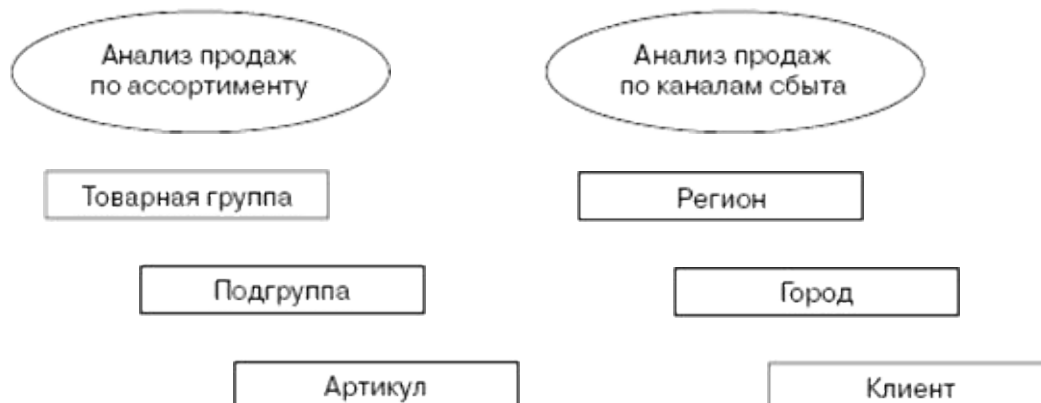 Анализ продаж
по ассортименту
Анализ продаж
по каналам сбыта
Товарная группа
Регион
Подгруппа
Город
Артикул
Клиент